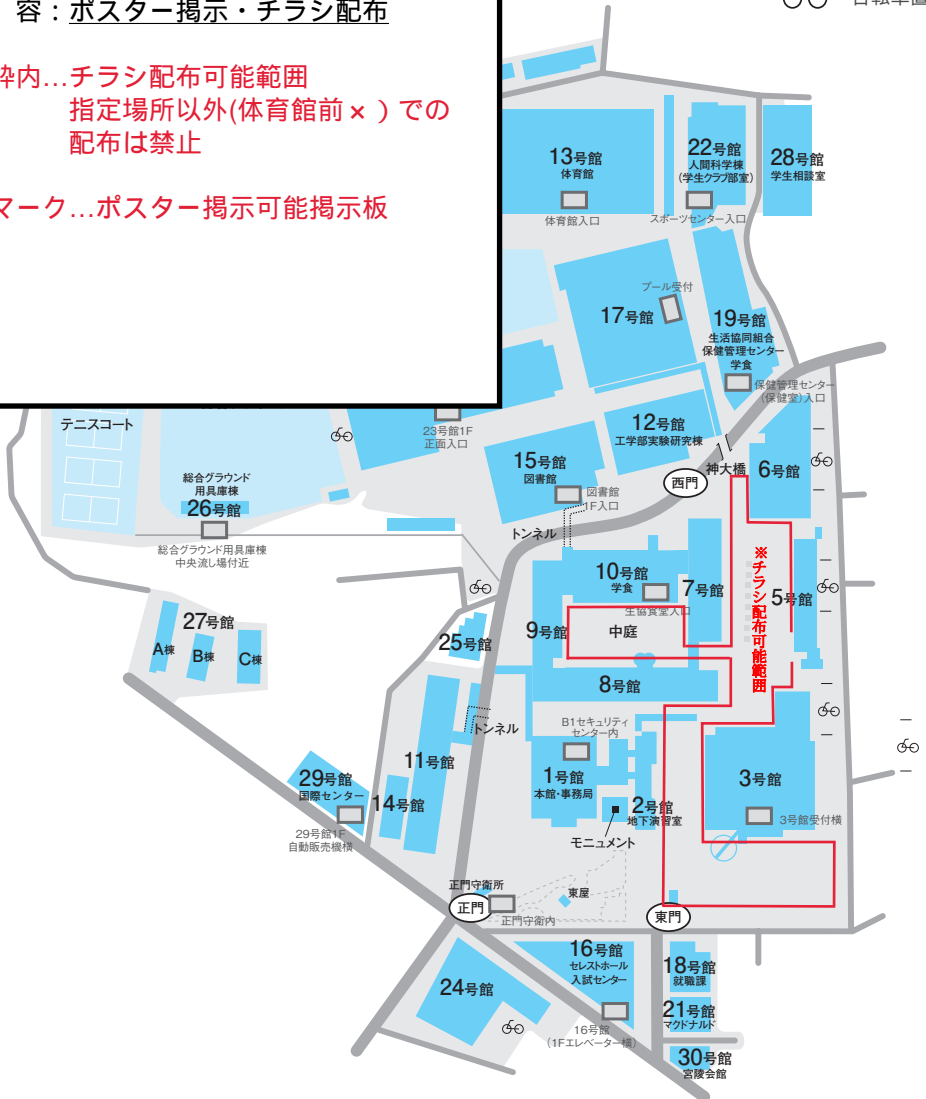 容：ポスター掲示・チラシ配布
枠内…チラシ配布可能範囲
指定場所以外(体育館前×）での
配布は禁止
マーク…ポスター掲示可能掲示板
13号館
体育館
体育館入口
22号館
人間科学棟
(学生クラブ部室)
スポーツセンター入口
28号館
学生相談室
プール受付
17号館
19号館
生活協同組合
保健管理センター
学食
保健管理センター
(保健室)入口
テニスコート
23号館1F
正面入口
12号館
工学部実験研究棟
15号館
図書館
図書館
1F入口
神大橋
6号館
西門
総合グラウンド
用具庫棟
26号館
総合グラウンド用具庫棟
中央流し場付近
トンネル
10号館
学食
生協食堂入口
7号館
※チラシ配布可能範囲
5号館
27号館
A棟
B棟
C棟
25号館
9号館
中庭
8号館
トンネル
B1セキュリティ
センター内
11号館
1号館
本館・事務局
2号館
地下演習室
モニュメント
3号館
3号館受付横
29号館
国際センター
14号館
29号館1F
自動販売機横
正門守衛所
正門
正門守衛内
東屋
東門
16号館
セレストホール
入試センター
18号館
就職課
24号館
21号館
マクドナルド
16号館
(1Fエレベーター横)
30号館
宮陵会館